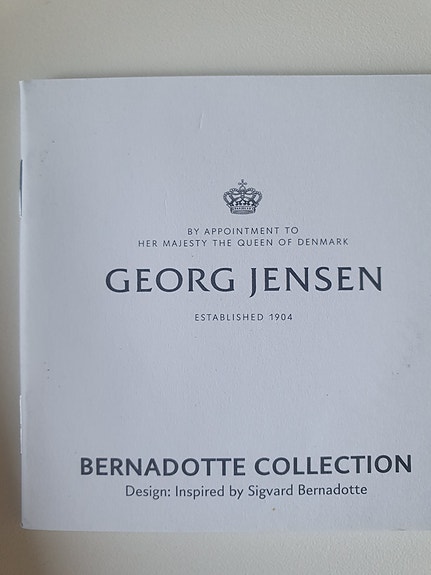 BY APPOINTMENT TO
HER MAJESTY THE QUEEN OF DENMARK
GEORG JENSEN
ESTABLISHED 1904
BERNADOTTE COLLECTION
Design: Inspired by Sigvard Bernadotte